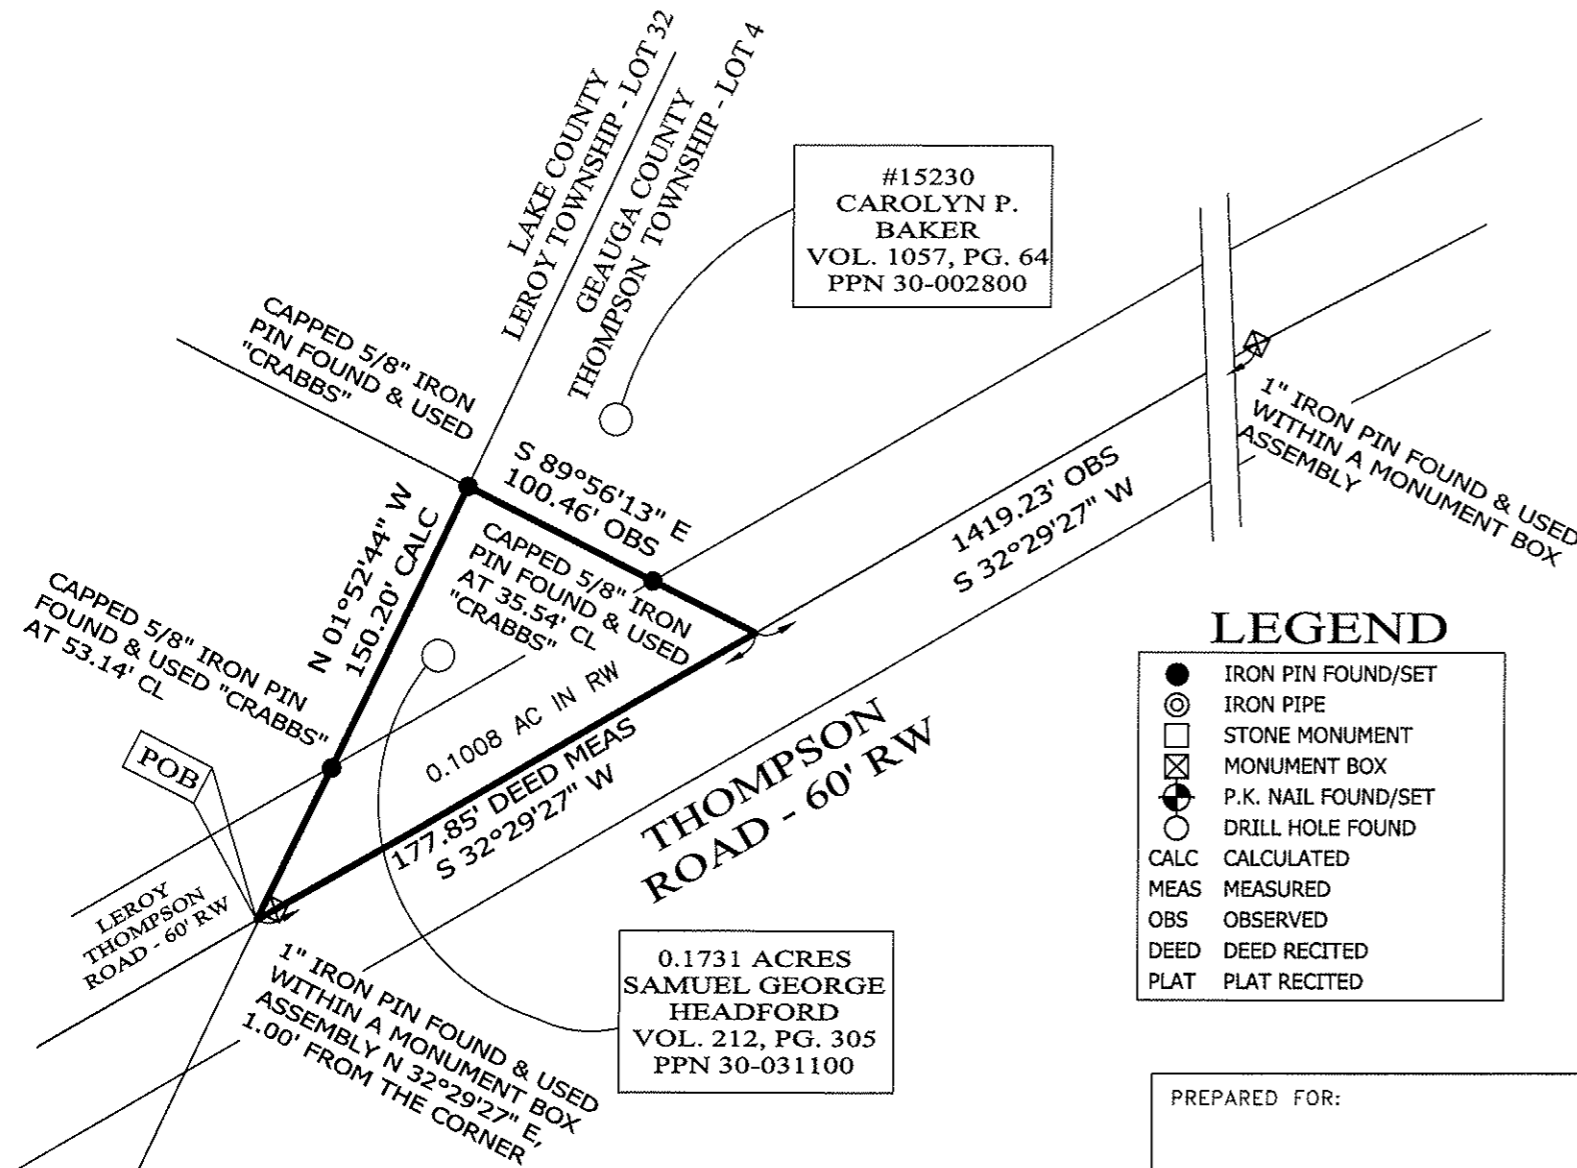 LAKE COUNTY
LEROY TOWNSHIP - LOT 32
GEAUGA COUNTY
THOMPSON TOWNSHIP - LOT 4
#15230
CAROLYN P.
BAKER
VOL. 1057, PG. 64
PPN 30-002800
CAPPED 5/8" IRON
PIN FOUND & USED
"CRABBS"
S 89°56'13" E
100.46' OBS
1" IRON PIN FOUND & USED
WITHIN A MONUMENT BOX
ASSEMBLY
1419.23' OBS
S 32°29'27" W
N 01°52'44" W
150.20' CALC
CAPPED 5/8" IRON
PIN FOUND & USED
AT 35.54' CL
"CRABBS"
CAPPED 5/8" IRON PIN
FOUND & USED "CRABBS"
AT 53.14' CL
0.1008 AC IN RW
177.85' DEED MEAS
S 32°29'27" W
POB
THOMPSON
ROAD - 60' RW
LEROY
THOMPSON
ROAD - 60' RW
1" IRON PIN FOUND & USED
WITHIN A MONUMENT BOX
ASSEMBLY N 32°29'27" E,
1.00' FROM THE CORNER
0.1731 ACRES
SAMUEL GEORGE
HEADFORD
VOL. 212, PG. 305
PPN 30-031100
LEGEND
IRON PIN FOUND/SET
IRON PIPE
STONE MONUMENT
MONUMENT BOX
P.K. NAIL FOUND/SET
DRILL HOLE FOUND
CALC CALCULATED
MEAS MEASURED
OBS OBSERVED
DEED DEED RECITED
PLAT PLAT RECITED
PREPARED FOR: